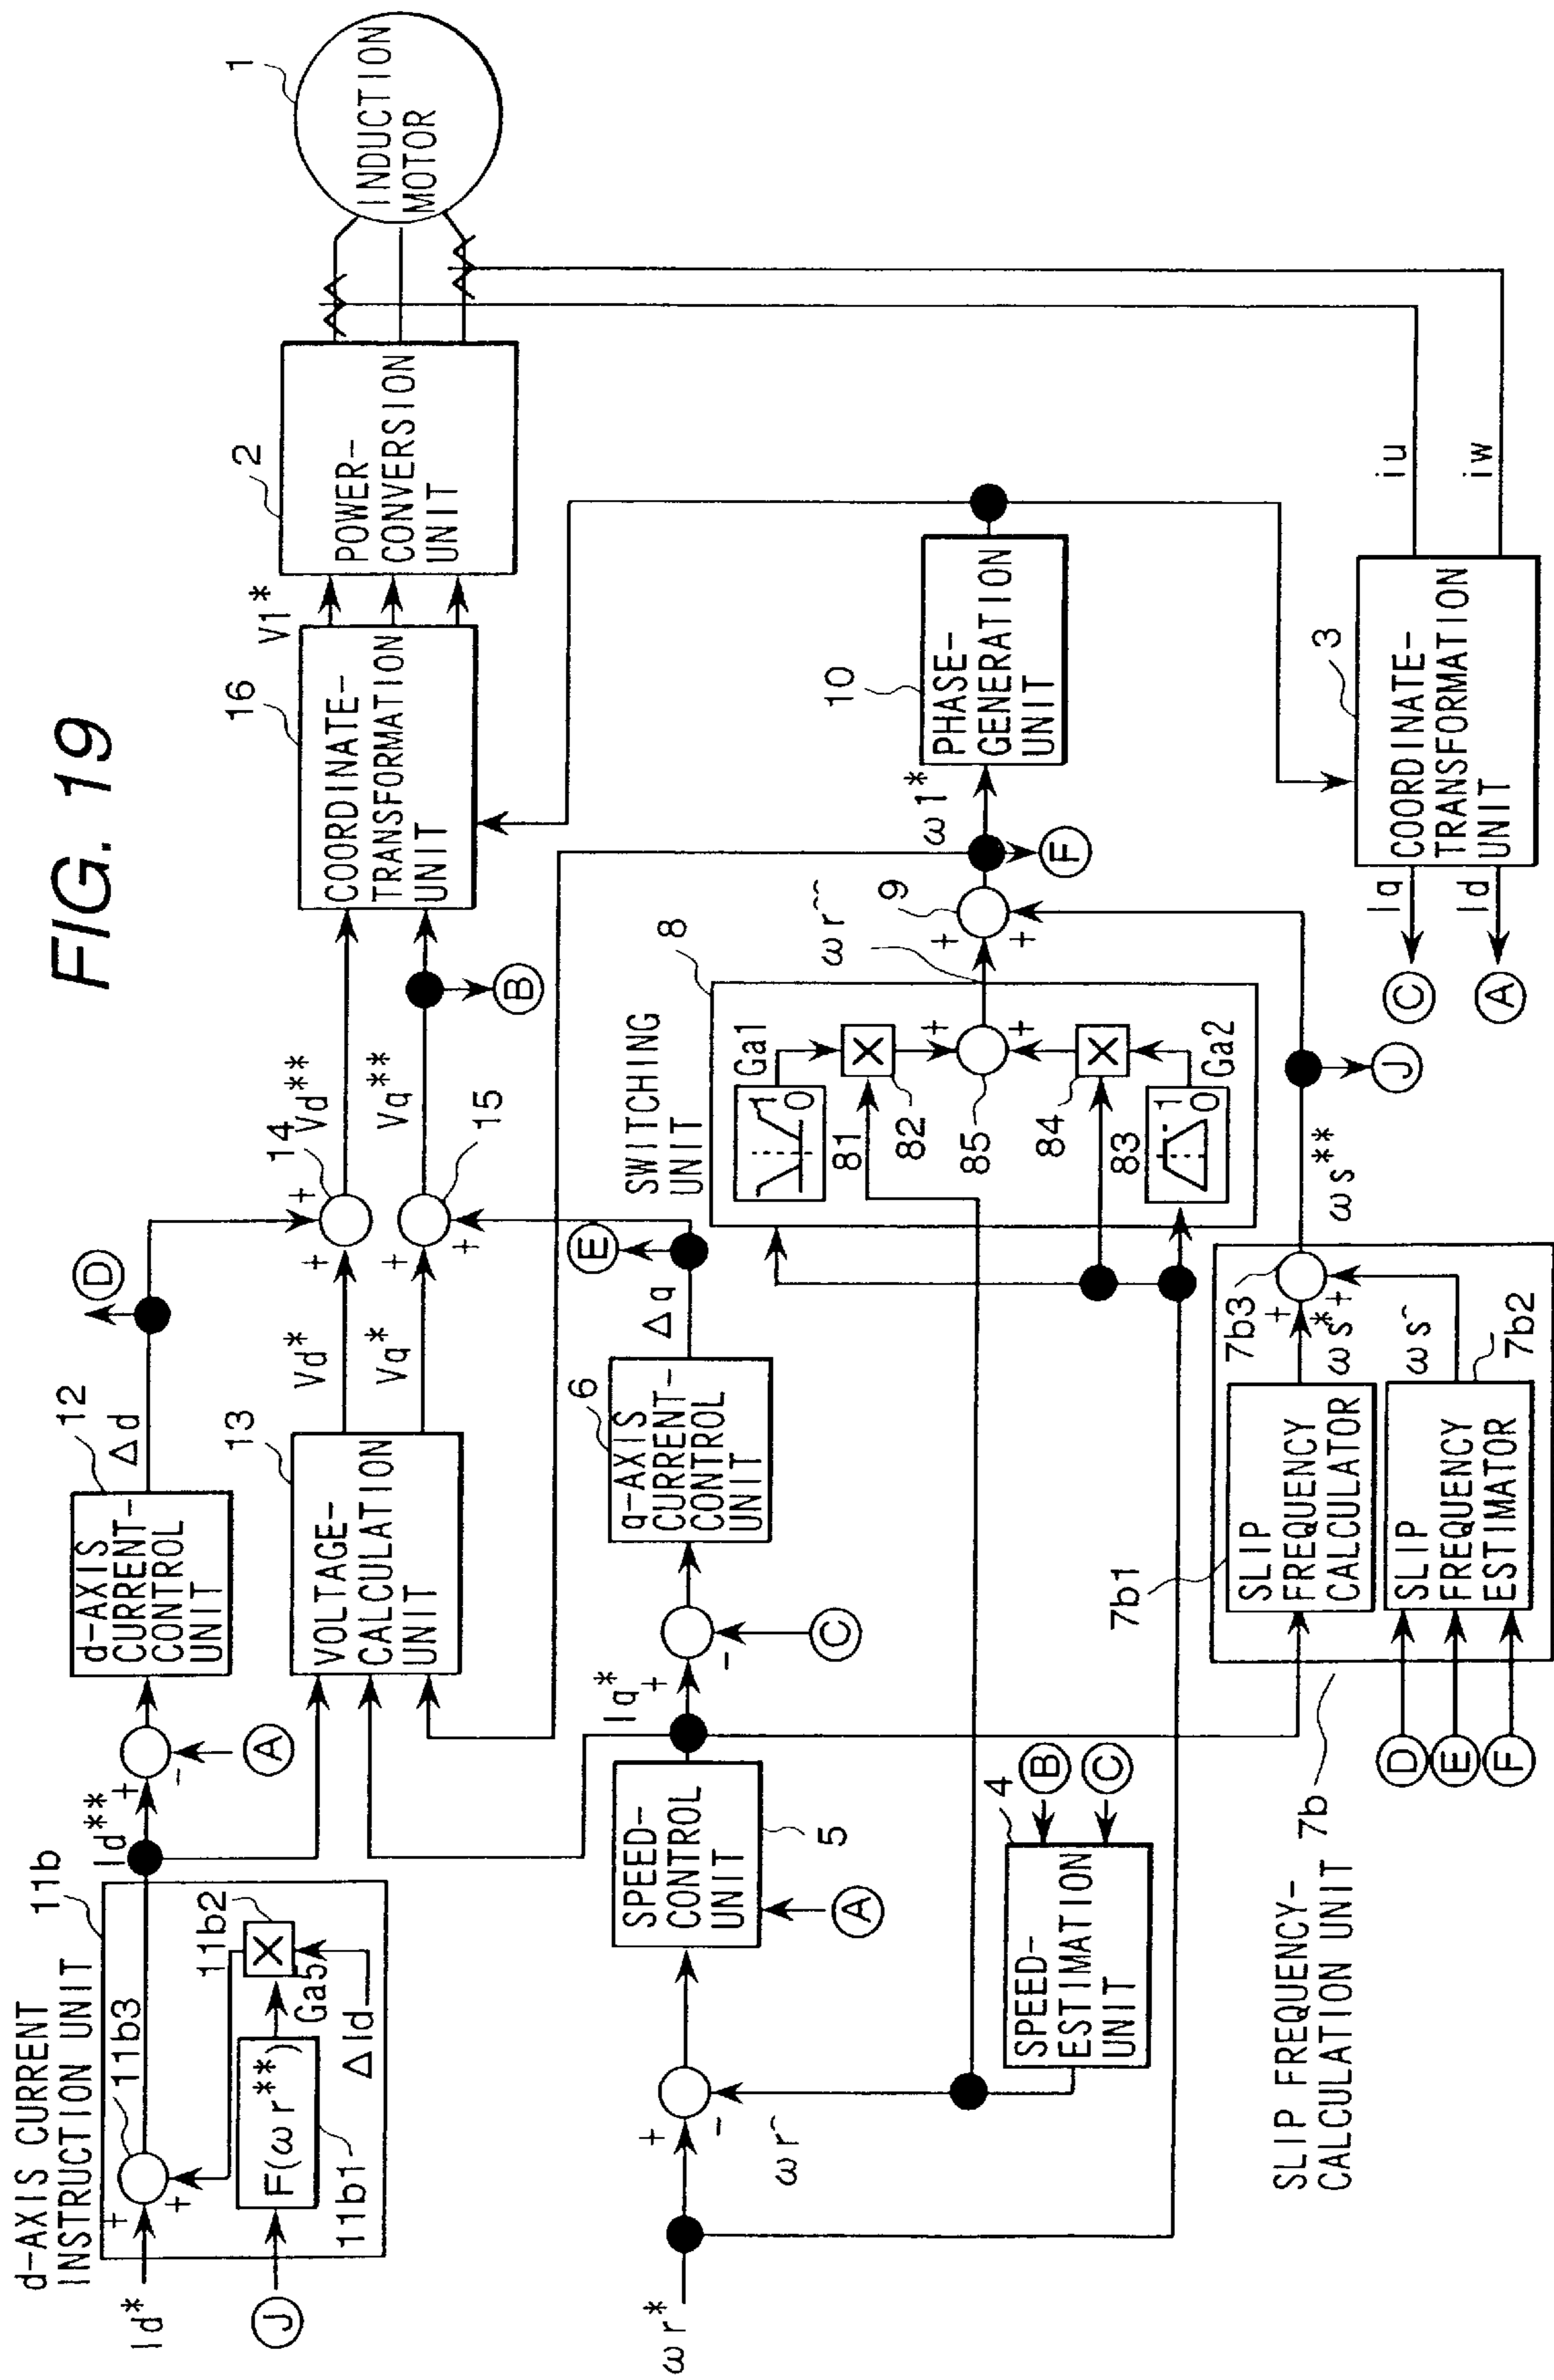 FIG. 19
d-AXIS CURRENT
INSTRUCTION UNIT
11b
Id*
+
+
11b3
11b2
Id**
J
F(ωr**)
11b1
Ga5
X
ΔId
+
-
A
d-AXIS
CURRENT-
CONTROL
UNIT
12
Δd
D
VOLTAGE-
CALCULATION
UNIT
13
Vd*
Vq*
+
+
14
Vd**
+
+
15
Vq**
B
COORDINATE-
TRANSFORMATION
UNIT
16
V1*
POWER-
CONVERSION
UNIT
2
INDUCTION
MOTOR
1
ωr*
+
-
ωr^
SPEED-
CONTROL
UNIT
5
A
Iq*
+
-
C
q-AXIS
CURRENT-
CONTROL
UNIT
6
Δq
E
SPEED-
ESTIMATION
UNIT
4
B
C
SWITCHING
UNIT
8
1
0
Ga1
81
X
82
+
+
85
X
84
83
1
0
Ga2
ωr^^
+
+
9
ω1*
F
PHASE-
GENERATION
UNIT
10
SLIP FREQUENCY-
CALCULATION UNIT
7b
7b1
SLIP
FREQUENCY
CALCULATOR
ωs*
SLIP
FREQUENCY
ESTIMATOR
ωs^
7b2
7b3
+
+
D
E
F
ωs**
J
COORDINATE-
TRANSFORMATION
UNIT
3
Iq
Id
C
A
iu
iw